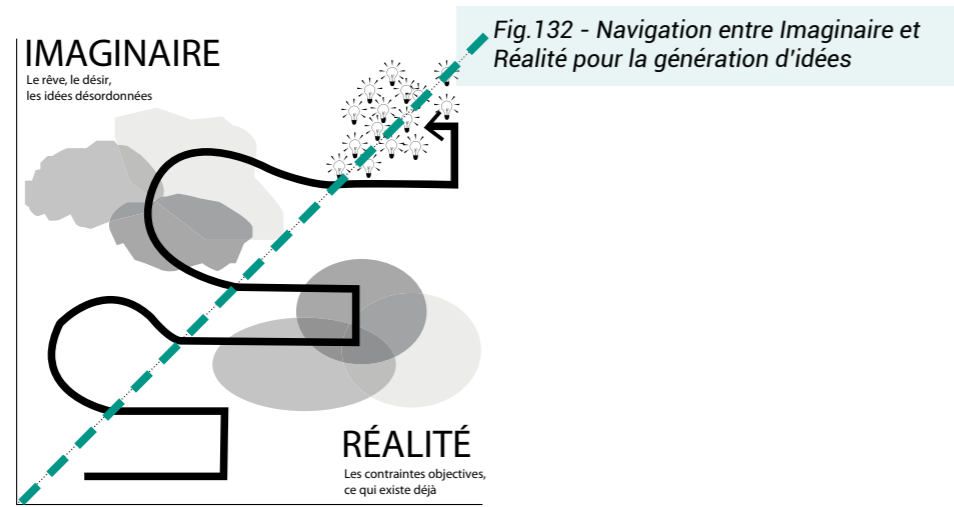 Fig.132 - Navigation entre Imaginaire et
Réalité pour la génération d'idées
IMAGINAIRE
Le rêve, le désir,
les idées désordonnées
RÉALITÉ
Les contraintes objectives,
ce qui existe déjà